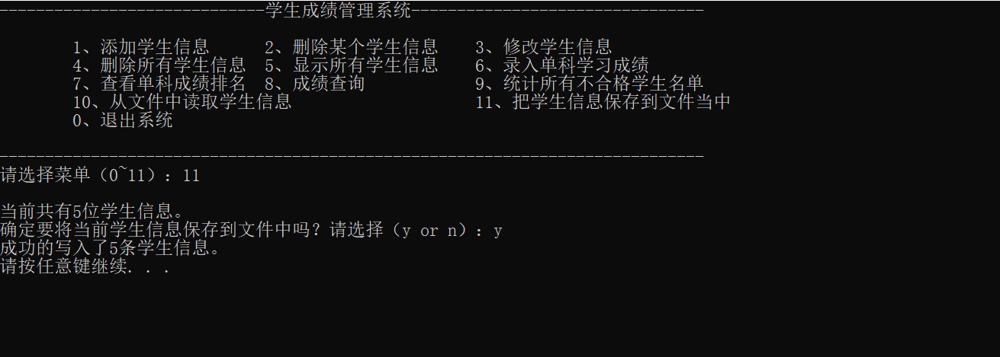 -----------------------------学生成绩管理系统--------------------------------
1、添加学生信息 2、删除某个学生信息 3、修改学生信息
4、删除所有学生信息 5、显示所有学生信息 6、录入单科学习成绩
7、查看单科成绩排名 8、成绩查询 9、统计所有不合格学生名单
10、从文件中读取学生信息 11、把学生信息保存到文件当中
0、退出系统
-----------------------------------------------------------------------------
请选择菜单（0~11）：11
当前共有5位学生信息。
确定要将当前学生信息保存到文件中吗？请选择（y or n）：y
成功的写入了5条学生信息。
请按任意键继续. . .